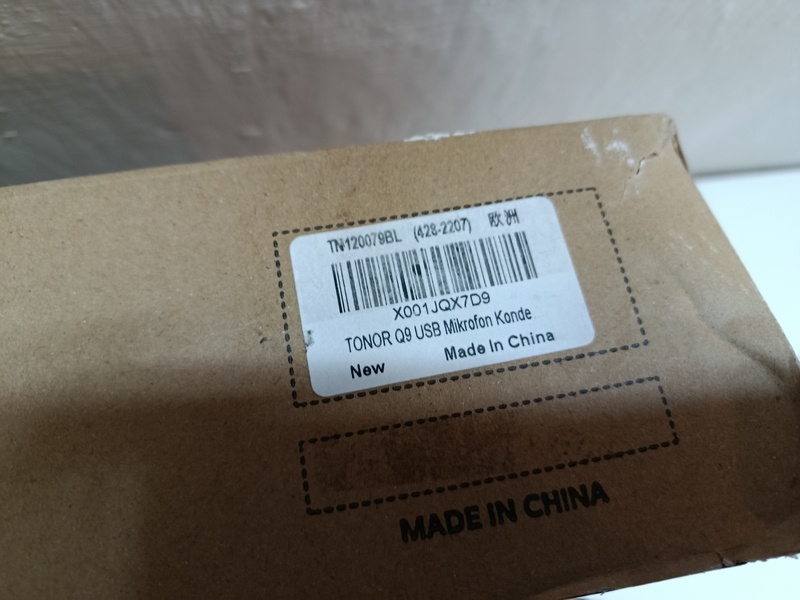 TN120079BL (428-2207) 欧洲
X001JQX7D9
TONOR Q9 USB Mikrofon Konde
New Made In China
MADE IN CHINA